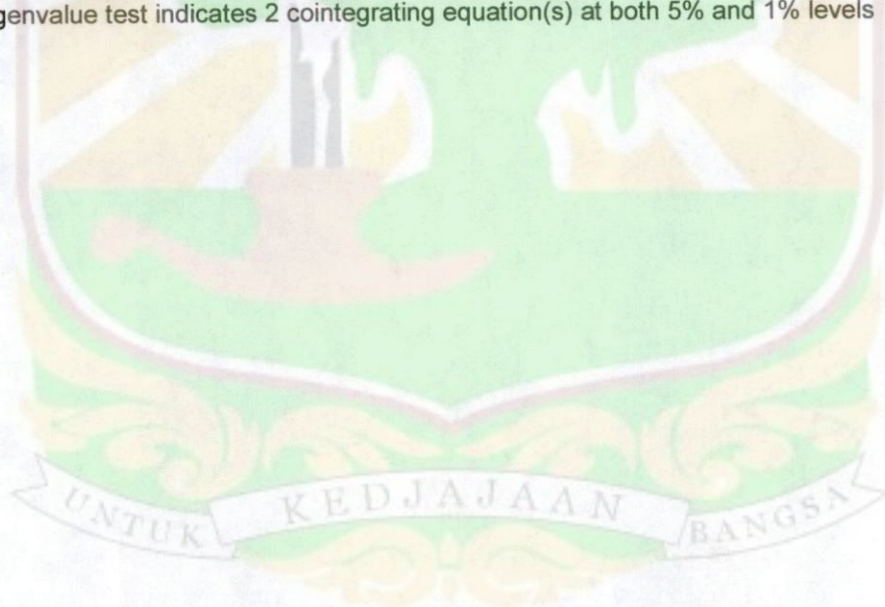 genvalue test indicates 2 cointegrating equation(s) at both 5% and 1% levels
UNTUK KEDJAJAAN BANGSA